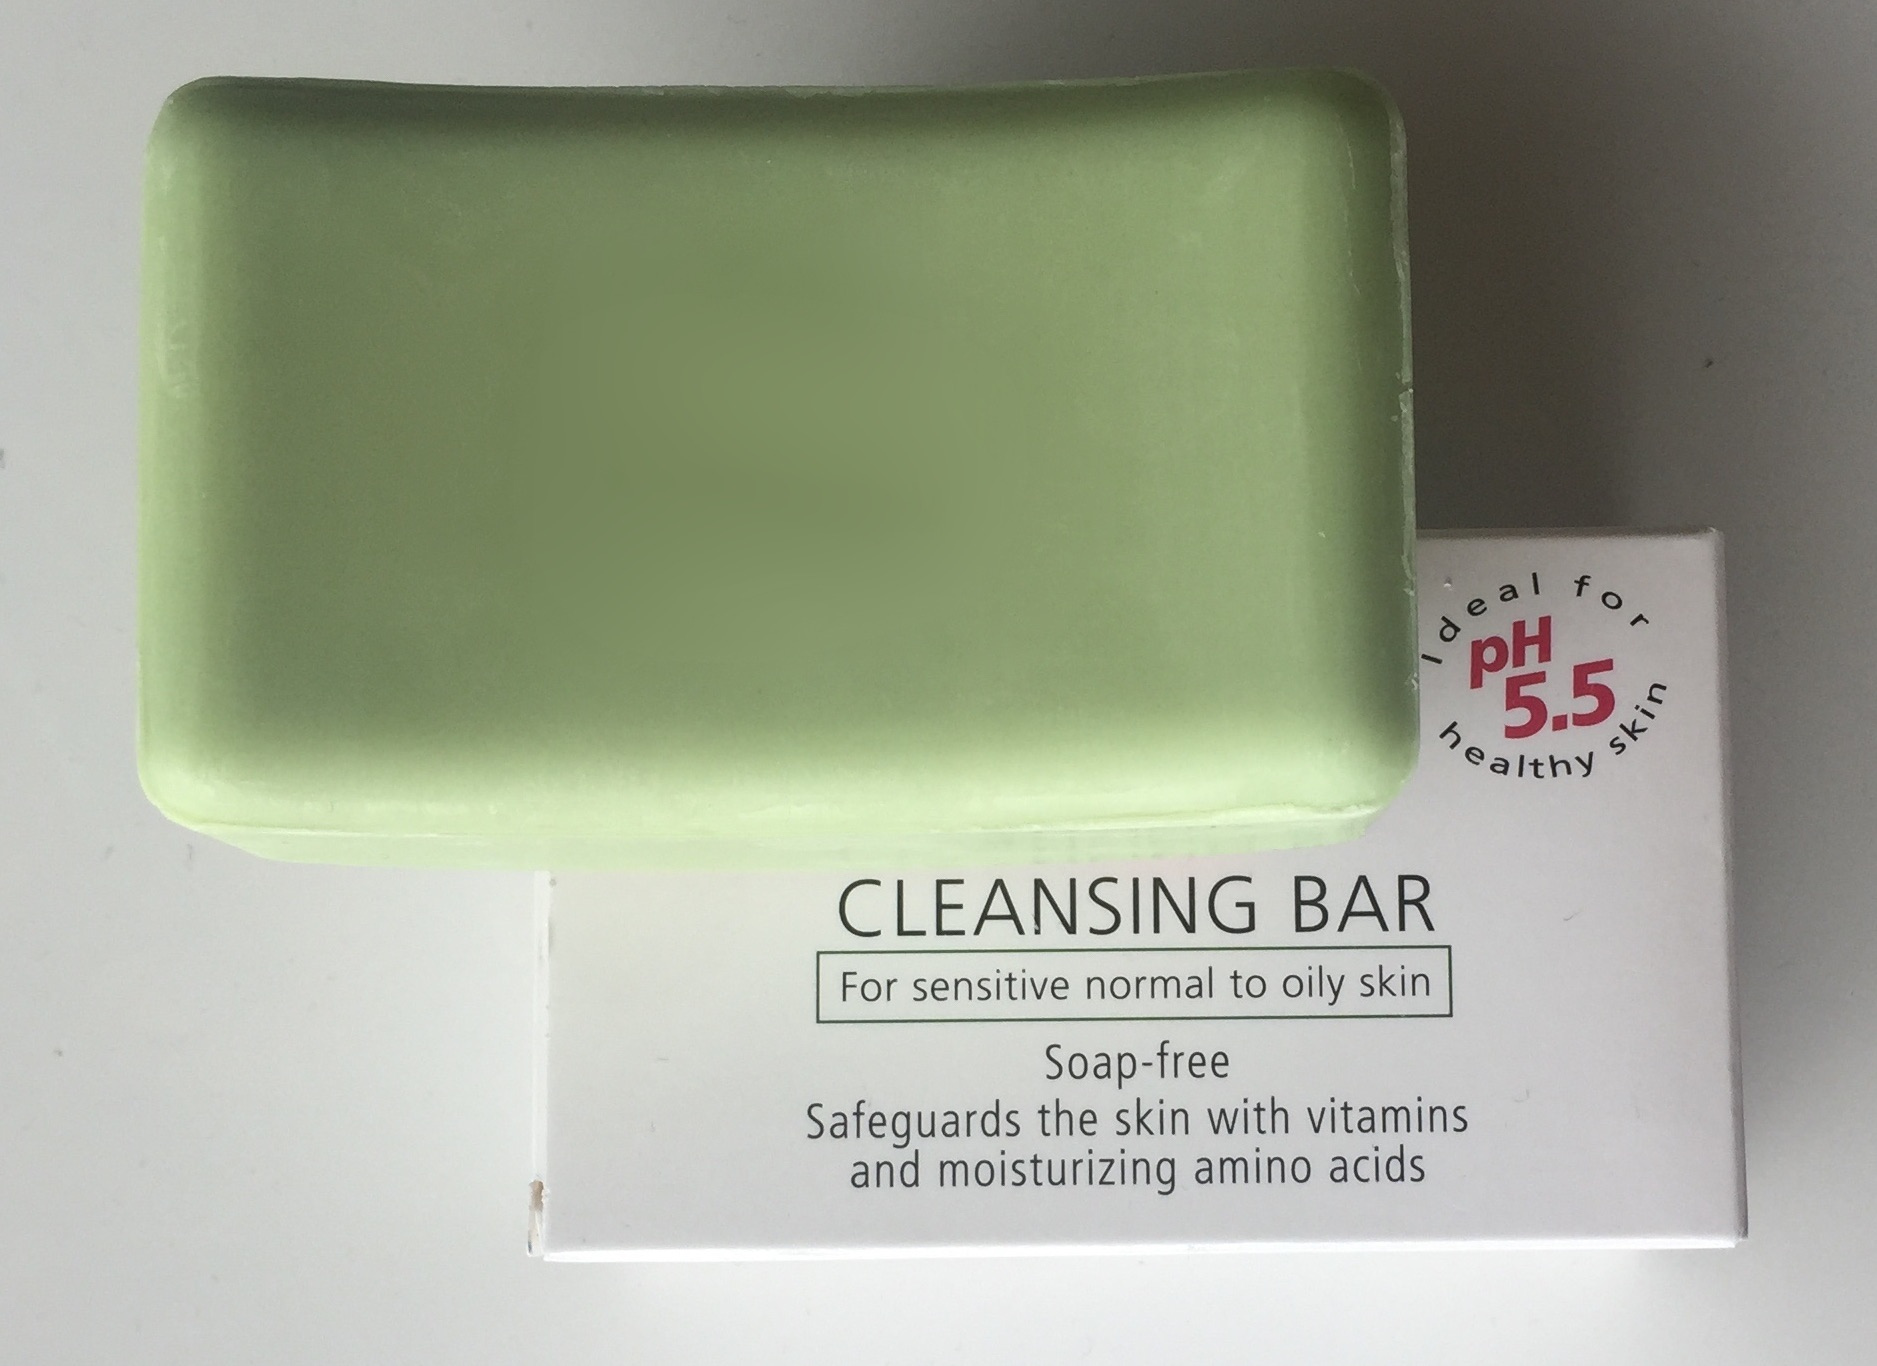 Ideal for
pH
5.5
healthy skin
CLEANSING BAR
For sensitive normal to oily skin
Soap-free
Safeguards the skin with vitamins
and moisturizing amino acids